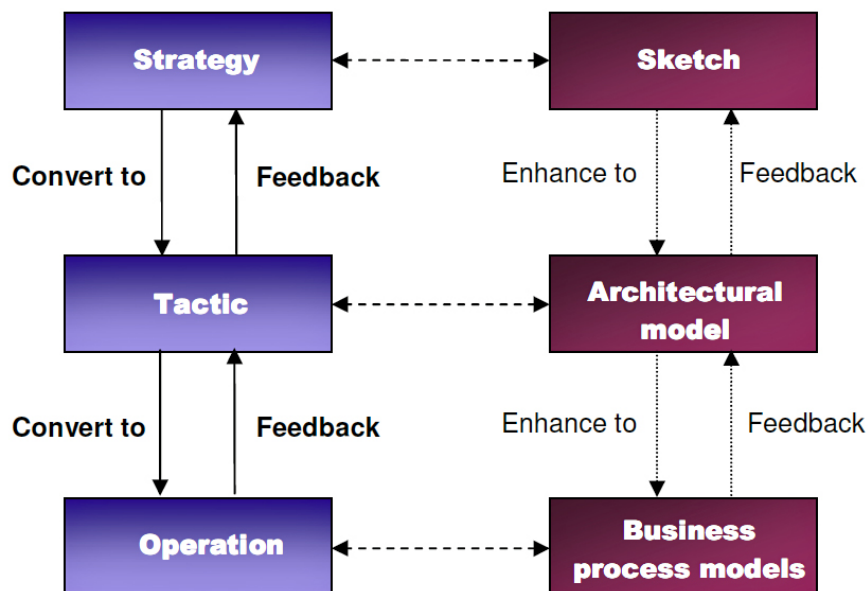 Strategy
Sketch
Convert to
Feedback
Enhance to
Feedback
Tactic
Architectural
model
Convert to
Feedback
Enhance to
Feedback
Operation
Business
process models